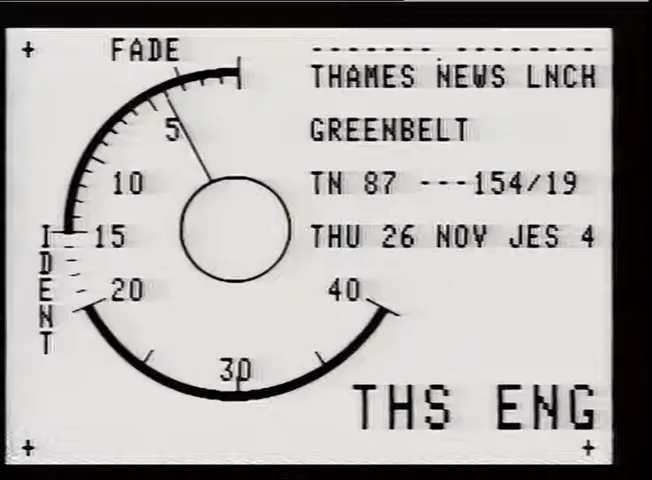 FADE
THAMES NEWS LNCH
GREENBELT
TN 87 ---154/19
THU 26 NOV JES 4
5
10
15
20
30
40
IDENT
THS ENG